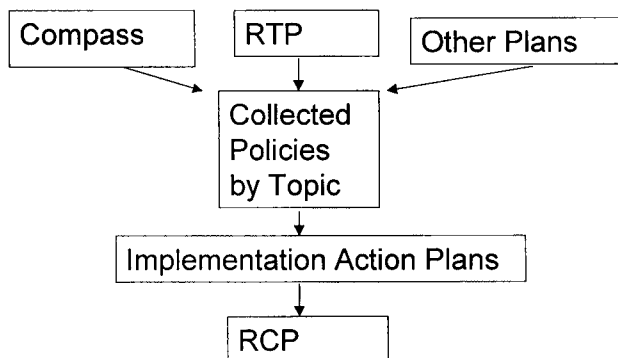 Compass
RTP
Other Plans
Collected
Policies
by Topic
Implementation Action Plans
RCP